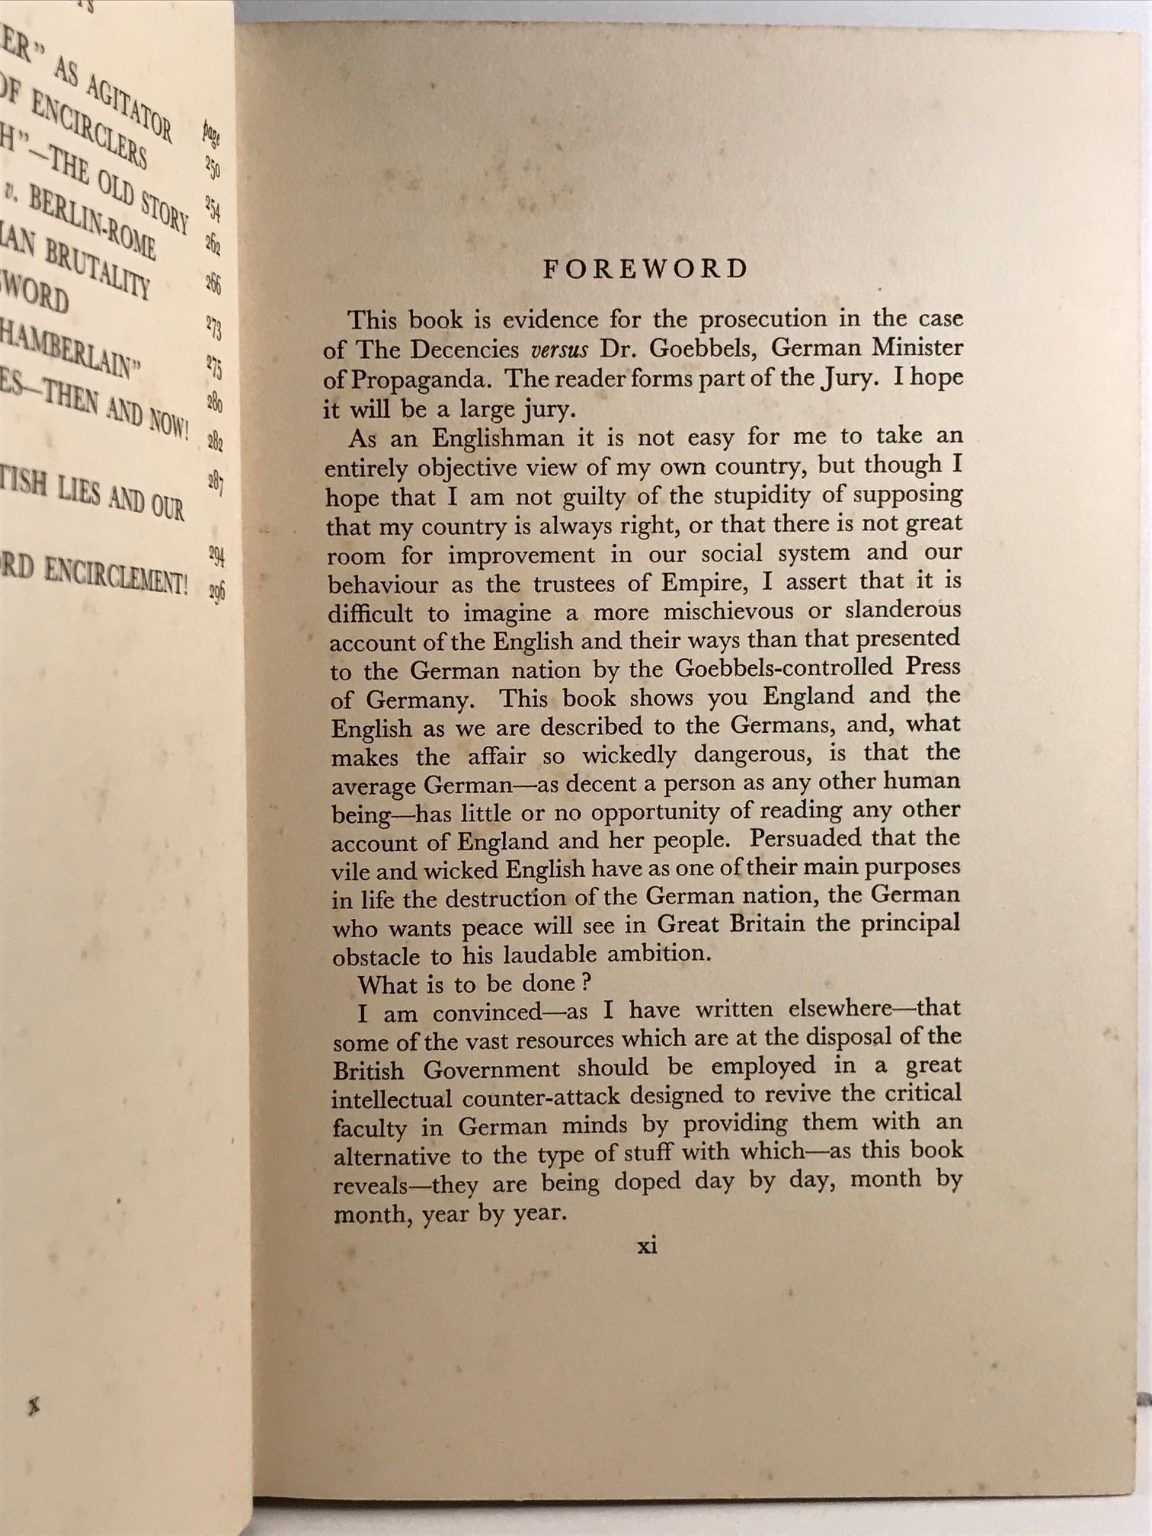 TS
ER” AS AGITATOR
page
250
OF ENCIRCLERS
254
H”—THE OLD STORY
262
v. BERLIN-ROME
266
IAN BRUTALITY
273
SWORD
275
HAMBERLAIN”
280
ES—THEN AND NOW!
282
287
TISH LIES AND OUR
294
ORD ENCIRCLEMENT!
296
x
FOREWORD
This book is evidence for the prosecution in the case
of The Decencies versus Dr. Goebbels, German Minister
of Propaganda. The reader forms part of the Jury. I hope
it will be a large jury.
As an Englishman it is not easy for me to take an
entirely objective view of my own country, but though I
hope that I am not guilty of the stupidity of supposing
that my country is always right, or that there is not great
room for improvement in our social system and our
behaviour as the trustees of Empire, I assert that it is
difficult to imagine a more mischievous or slanderous
account of the English and their ways than that presented
to the German nation by the Goebbels-controlled Press
of Germany. This book shows you England and the
English as we are described to the Germans, and, what
makes the affair so wickedly dangerous, is that the
average German—as decent a person as any other human
being—has little or no opportunity of reading any other
account of England and her people. Persuaded that the
vile and wicked English have as one of their main purposes
in life the destruction of the German nation, the German
who wants peace will see in Great Britain the principal
obstacle to his laudable ambition.
What is to be done?
I am convinced—as I have written elsewhere—that
some of the vast resources which are at the disposal of the
British Government should be employed in a great
intellectual counter-attack designed to revive the critical
faculty in German minds by providing them with an
alternative to the type of stuff with which—as this book
reveals—they are being doped day by day, month by
month, year by year.
xi